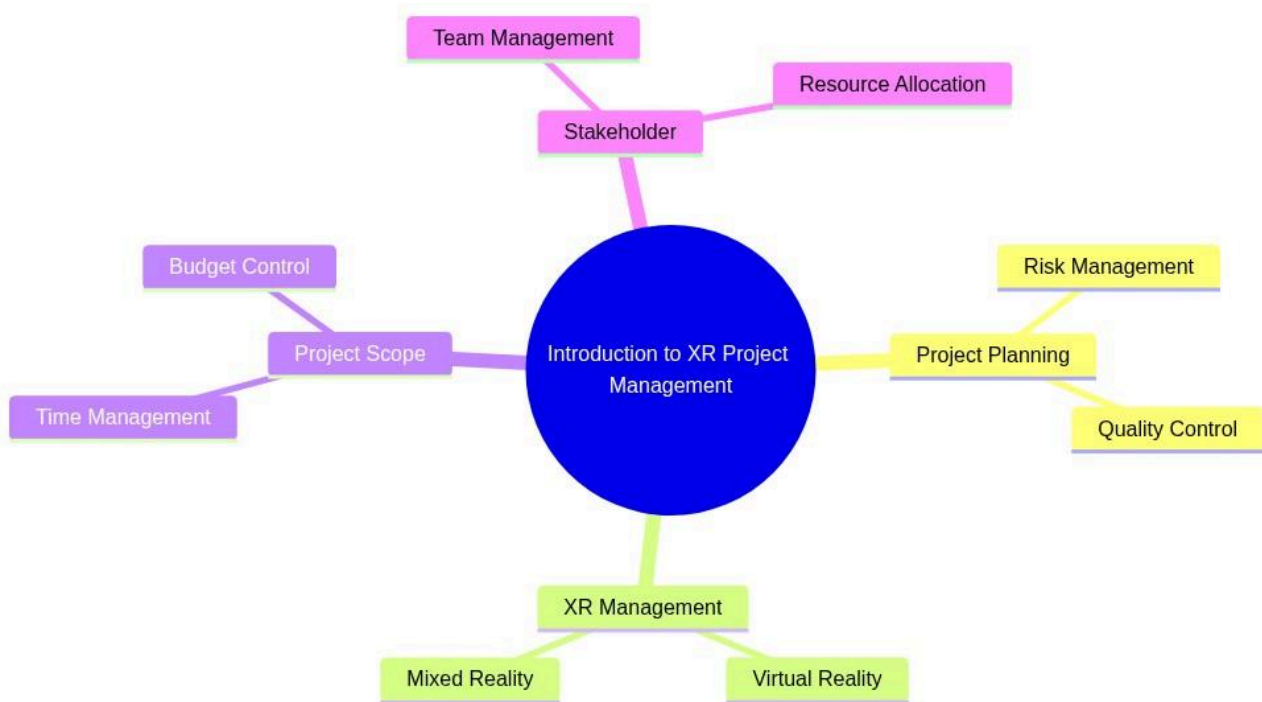 Team Management
Resource Allocation
Stakeholder
Budget Control
Risk Management
Project Scope
Introduction to XR Project
Management
Project Planning
Time Management
Quality Control
XR Management
Mixed Reality
Virtual Reality